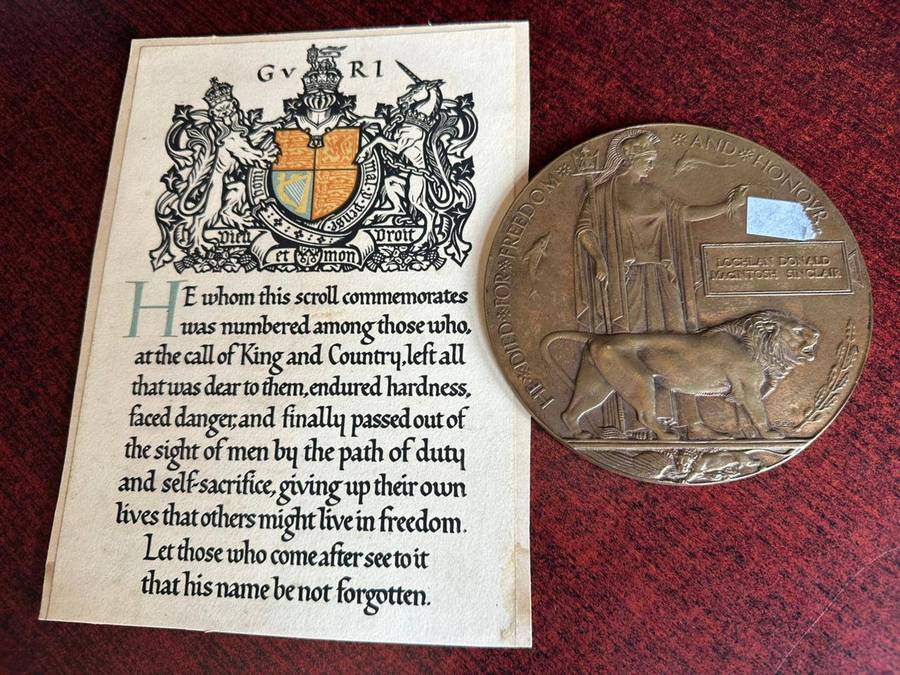 G V R I
Honi soit qui mal y pense
Dieu et mon Droit
HE whom this scroll commemorates
was numbered among those who,
at the call of King and Country, left all
that was dear to them, endured hardness,
faced danger, and finally passed out of
the sight of men by the path of duty
and self-sacrifice, giving up their own
lives that others might live in freedom.
Let those who come after see to it
that his name be not forgotten.
HE DIED FOR FREEDOM AND HONOUR
LOCHLAN DONALD
MACINTOSH SINCLAIR